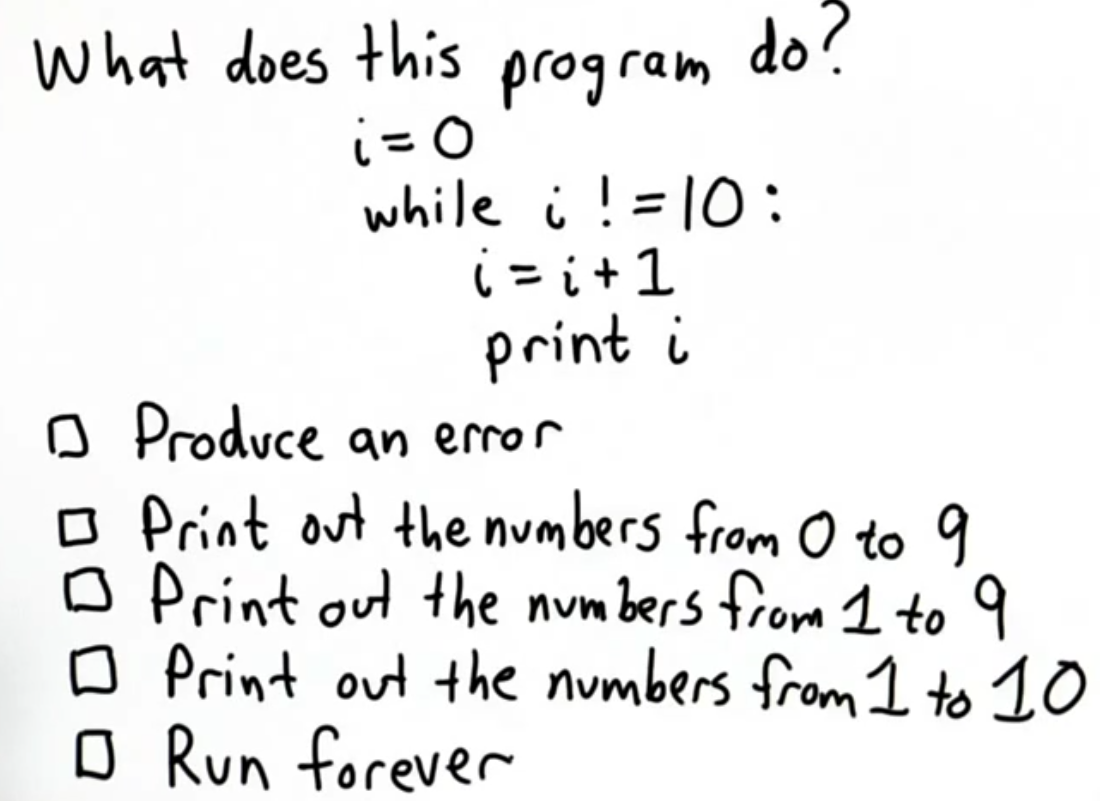 What does this program do?
i = 0
while i != 10:
i = i + 1
print i
Produce an error
Print out the numbers from 0 to 9
Print out the numbers from 1 to 9
Print out the numbers from 1 to 10
Run forever